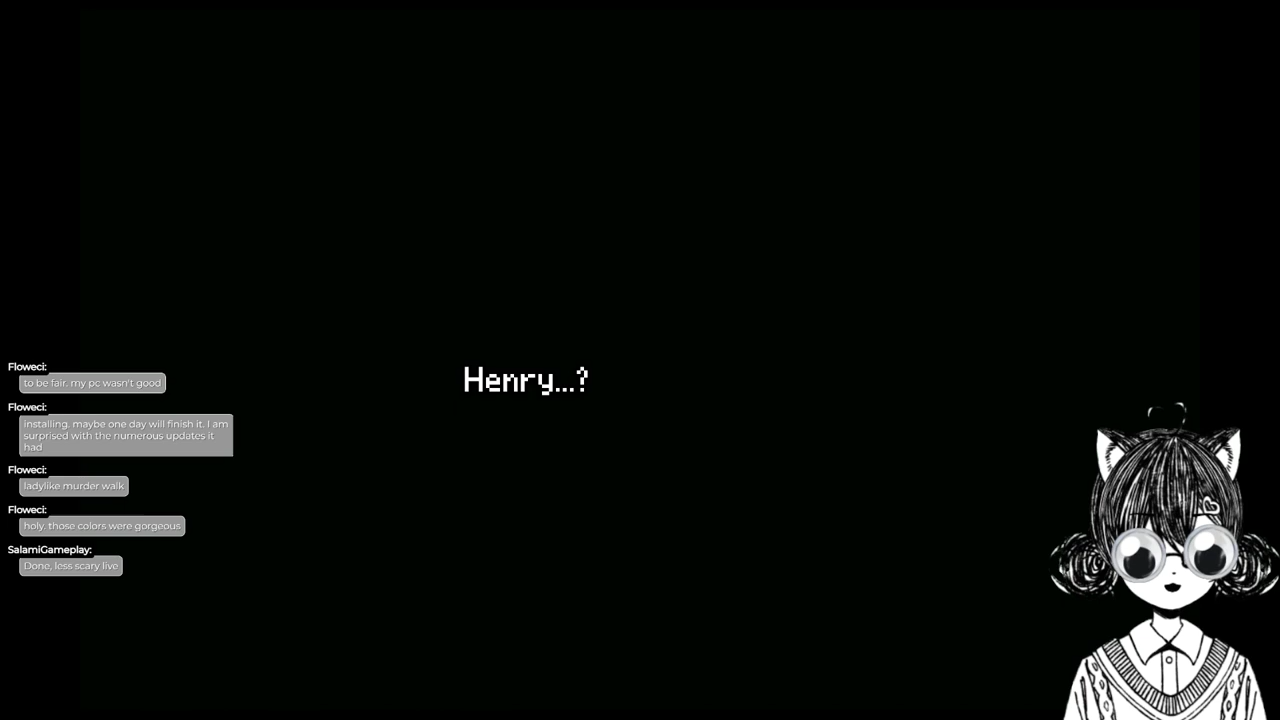 Henry...?
Floweci:
to be fair. my pc wasn't good
Floweci:
installing. maybe one day will finish it. I am
surprised with the numerous updates it
had
Floweci:
ladylike murder walk
Floweci:
holy. those colors were gorgeous
SalamiGameplay:
Done, less scary live